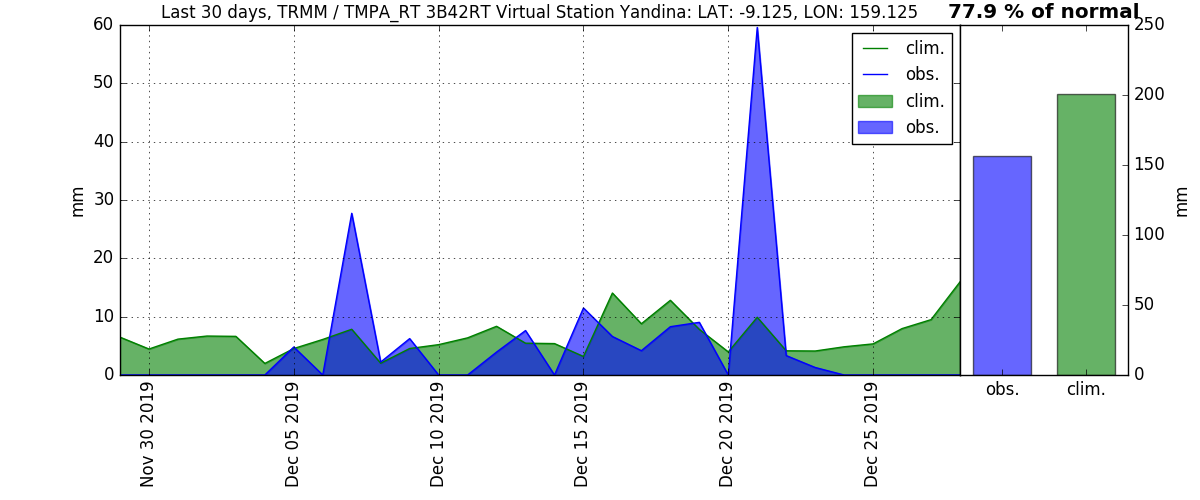 Last 30 days, TRMM / TMPA_RT 3B42RT Virtual Station Yandina: LAT: -9.125, LON: 159.125
77.9 % of normal
60
50
40
30
20
10
0
mm
clim.
obs.
clim.
obs.
Nov 30 2019
Dec 05 2019
Dec 10 2019
Dec 15 2019
Dec 20 2019
Dec 25 2019
250
200
150
100
50
0
mm
obs.
clim.